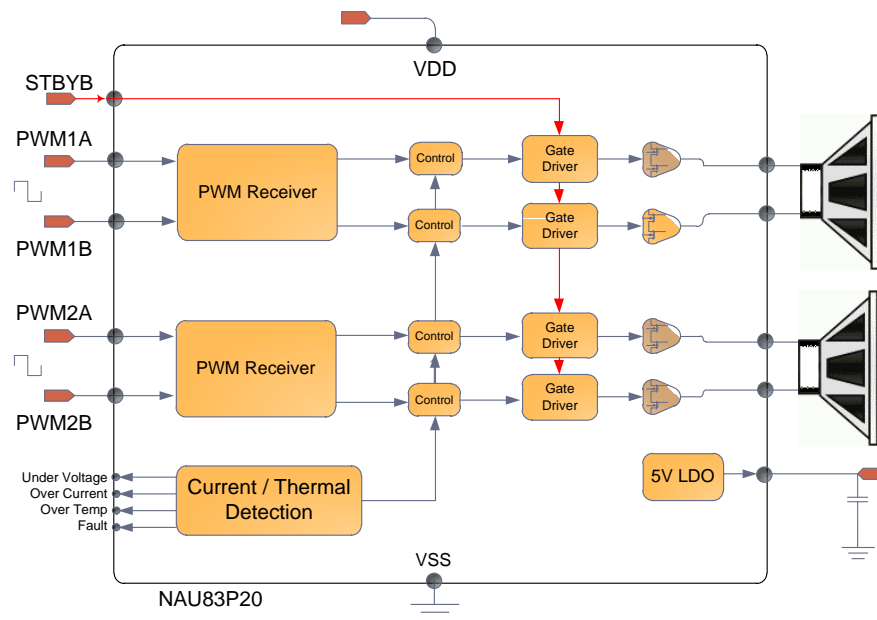 VDD
STBYB
PWM1A
PWM Receiver
Control
Gate
Driver
Control
Gate
Driver
PWM1B
PWM2A
PWM Receiver
Control
Gate
Driver
Control
Gate
Driver
PWM2B
Under Voltage
Over Current
Over Temp
Fault
Current / Thermal
Detection
5V LDO
VSS
NAU83P20